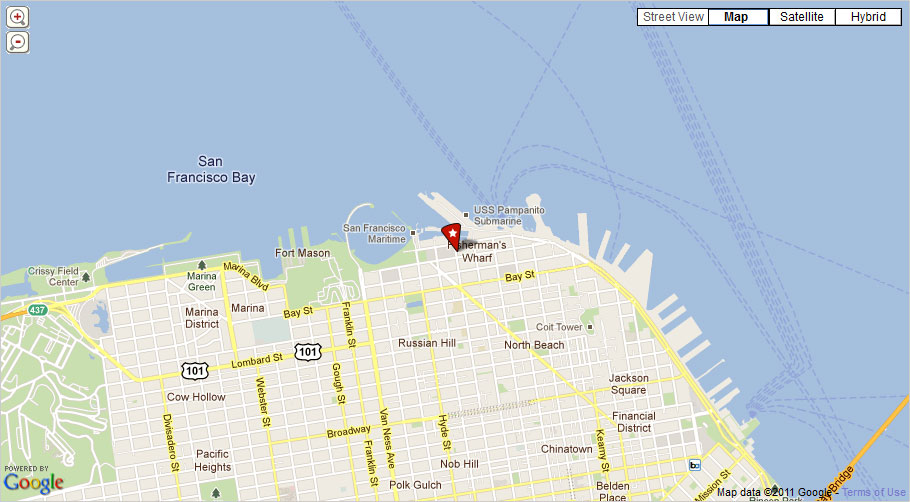 Street View
Map
Satellite
Hybrid
San
Francisco Bay
USS Pampanito
Submarine
San Francisco
Maritime
Fisherman's
Wharf
Fort Mason
Crissy Field
Center
Marina
Green
Marina Blvd
Bay St
437
Marina
District
Marina
Bay St
Franklin St
Coit Tower
Russian Hill
North Beach
101
Lombard St
101
Cow Hollow
Webster St
Gough St
Jackson
Square
Divisadero St
Van Ness Ave
Hyde St
Financial
District
Broadway
Franklin St
Kearny St
Chinatown
Pacific
Heights
Nob Hill
Polk Gulch
Belden
Place
Mission St
POWERED BY
Google
Map data ©2011 Google - Terms of Use